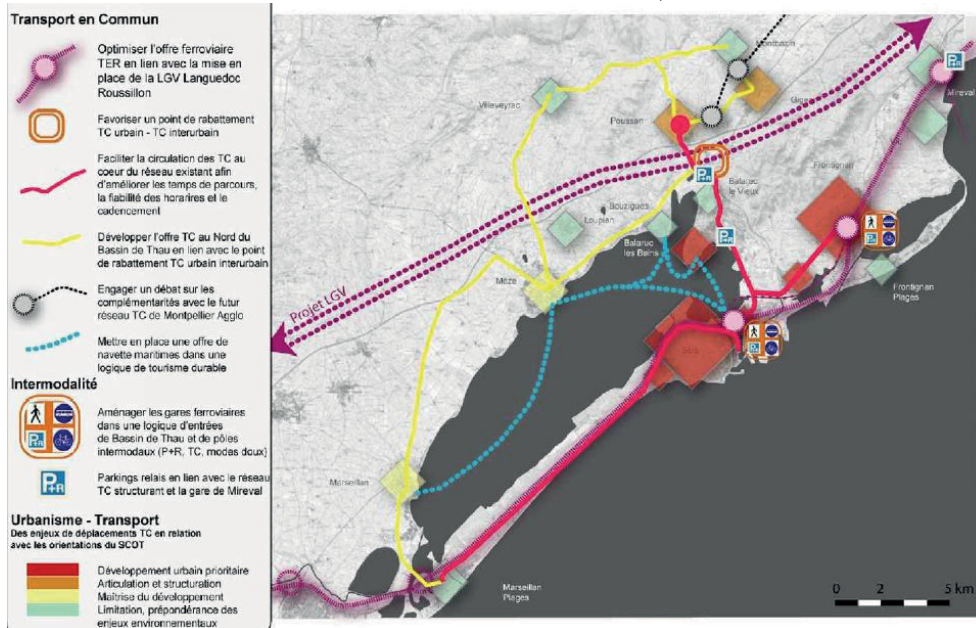 Transport en Commun
Optimiser l'offre ferroviaire
TER en lien avec la mise en
place de la LGV Languedoc
Roussillon
Favoriser un point de rabattement
TC urbain - TC interurbain
Faciliter la circulation des TC au
coeur du réseau existant afin
d'améliorer les temps de parcours,
la fiabilité des horraires et le
cadencement
Développer l'offre TC au Nord du
Bassin de Thau en lien avec le point
de rabattement TC urbain interurbain
Engager un débat sur les
complémentarités avec le futur
réseau TC de Montpellier Agglo
Mettre en place une offre de
navette maritimes dans une
logique de tourisme durable
Intermodalité
P+R
Aménager les gares ferroviaires
dans une logique d'entrées
de Bassin de Thau et de pôles
intermodaux (P+R, TC, modes doux)
P+R
Parkings relais en lien avec le réseau
TC structurant et la gare de Mireval
Urbanisme - Transport
Des enjeux de déplacements TC en relation
avec les orientations du SCOT
Développement urbain prioritaire
Articulation et structuration
Maîtrise du développement
Limitation, prépondérance des
enjeux environnementaux
Montbazin
P+R
Mireval
Villeveyrac
Gigean
Poussan
P+R
Balaruc
le Vieux
Frontignan
Bouzigues
Loupian
Balaruc
les Bains
P+R
P+R
Frontignan
Plages
Mèze
Projet LGV
Sète
P+R
Marseillan
Marseillan
Plages
0 2 5 km